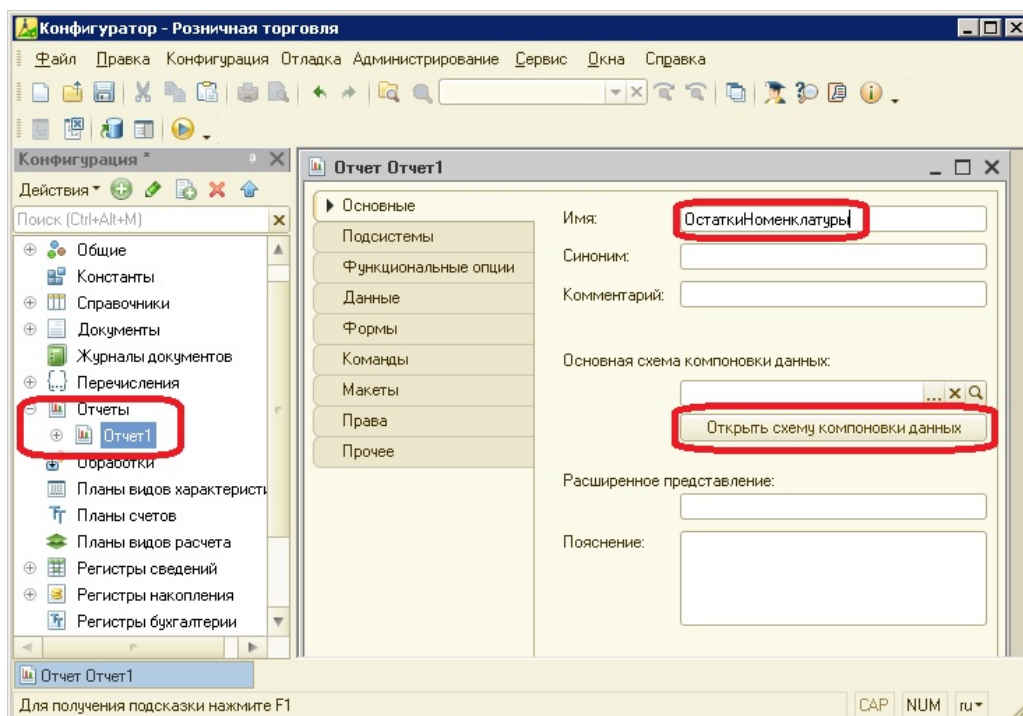 Конфигуратор - Розничная торговля
Файл Правка Конфигурация Отладка Администрирование Сервис Окна Справка
Конфигурация *
Действия
Поиск (Ctrl+Alt+M)
Общие
Константы
Справочники
Документы
Журналы документов
Перечисления
Отчеты
Отчет1
Обработки
Планы видов характеристи
Планы счетов
Планы видов расчета
Регистры сведений
Регистры накопления
Регистры бухгалтерии
Отчет Отчет1
Основные
Подсистемы
Функциональные опции
Данные
Формы
Команды
Макеты
Права
Прочее
Имя: ОстаткиНоменклатуры
Синоним:
Комментарий:
Основная схема компоновки данных:
...
Открыть схему компоновки данных
Расширенное представление:
Пояснение:
Отчет Отчет1
Для получения подсказки нажмите F1
CAP NUM ru